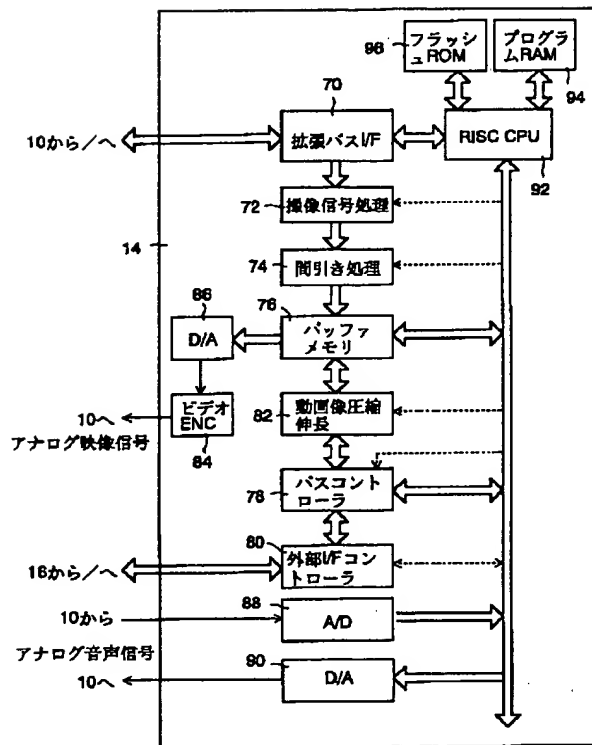 96
フラッシ
ュROM
プログラ
ムRAM
94
70
10から／へ
拡張バスI/F
RISC CPU
92
72
撮像信号処理
14
74
間引き処理
86
76
D/A
バッファ
メモリ
10へ
アナログ映像信号
ビデオ
ENC
84
82
動画像圧縮
伸長
78
バスコント
ローラ
80
16から／へ
外部I/Fコント
ローラ
88
10から
A/D
アナログ音声信号
90
10へ
D/A